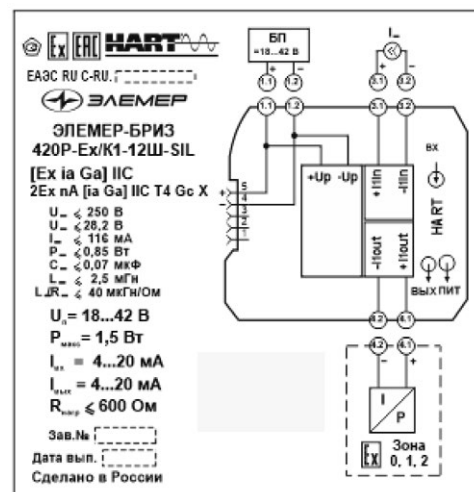 Ex EAC HART
ЕАЭС RU C-RU.
ЭЛЕМЕР
ЭЛЕМЕР-БРИЗ
420Р-Ex/К1-12Ш-SIL
[Ex ia Ga] IIC
2Ex nA [ia Ga] IIC T4 Gc X
U₌ ⩽ 250 В
U₌ ⩽ 28,2 В
I₌ ⩽ 116 мА
P₌ ⩽ 0,85 Вт
C₌ ⩽ 0,07 мкФ
L₌ ⩽ 2,5 мГн
L₌/R₌ ⩽ 40 мкГн/Ом
Uп = 18...42 В
Pмакс = 1,5 Вт
Iвх = 4...20 мА
Iвых = 4...20 мА
Rнагр ⩽ 600 Ом
Зав.№
Дата вып.
Сделано в России
БП
=18...42 В
+ −
1.1 1.2
1.1 1.2
I₌
+ −
3.1 3.2
3.1 3.2
+ 5
− 4
3
2
1
+Up -Up
+I1In -I1In
-I1out +I1out
ВХ
HART
ВЫХ ПИТ
4.2 4.1
4.2 4.1
− +
I
P
Ex
Зона
0, 1, 2